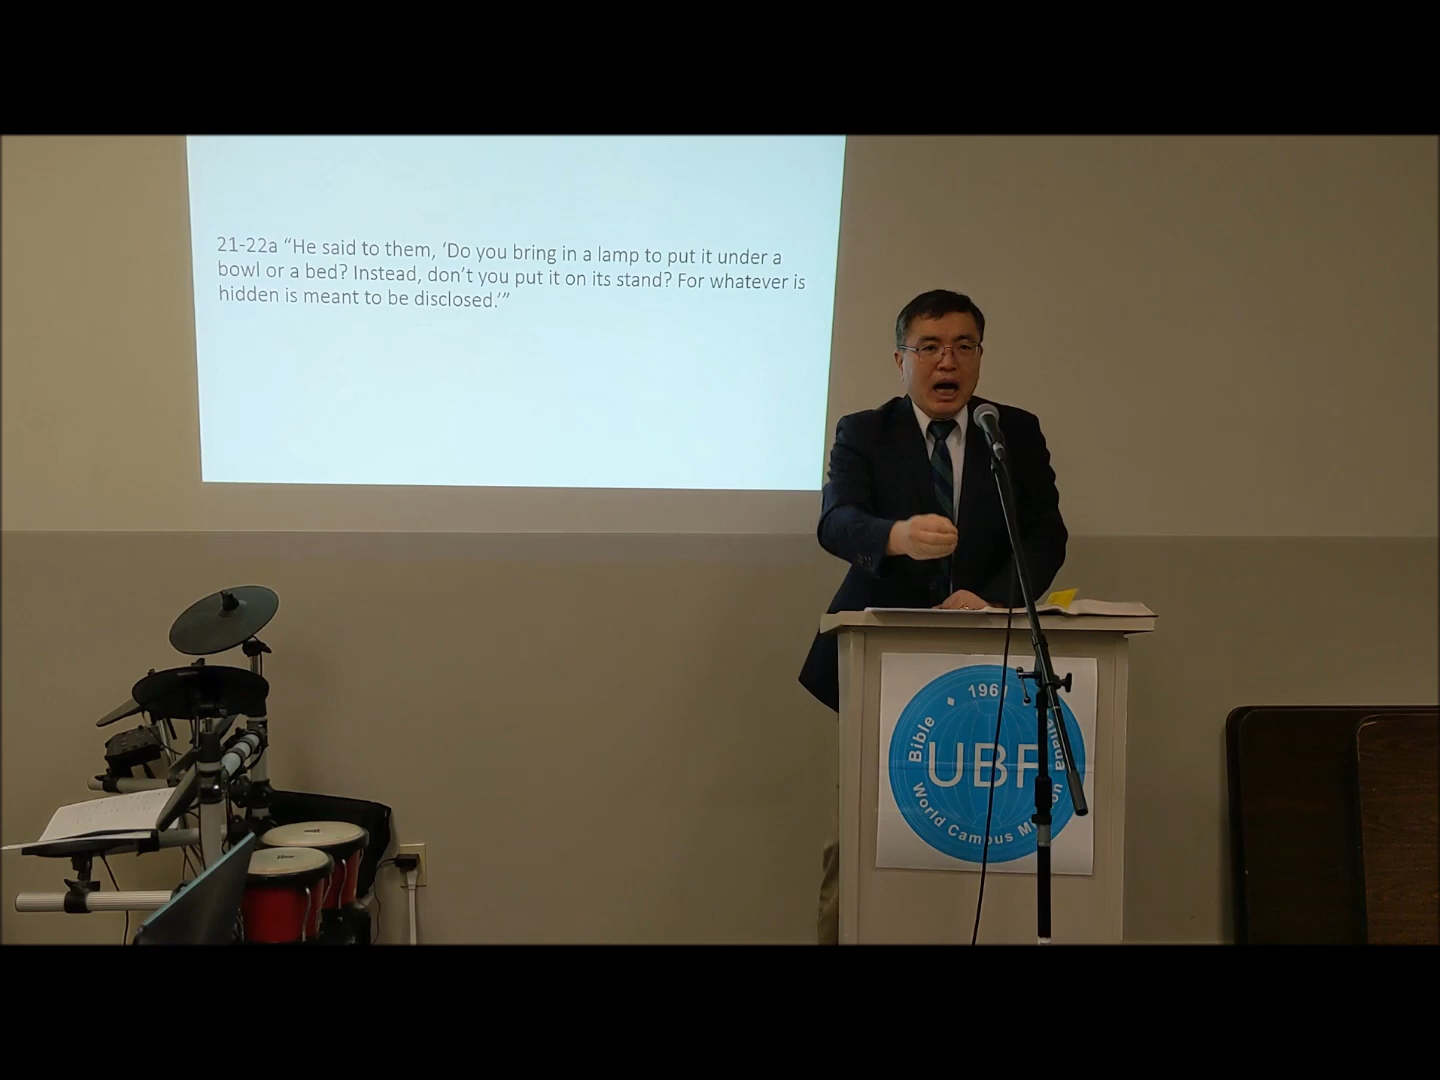 21-22a “He said to them, ‘Do you bring in a lamp to put it under a
bowl or a bed? Instead, don’t you put it on its stand? For whatever is
hidden is meant to be disclosed.’”
Bible
UBF
World Campus